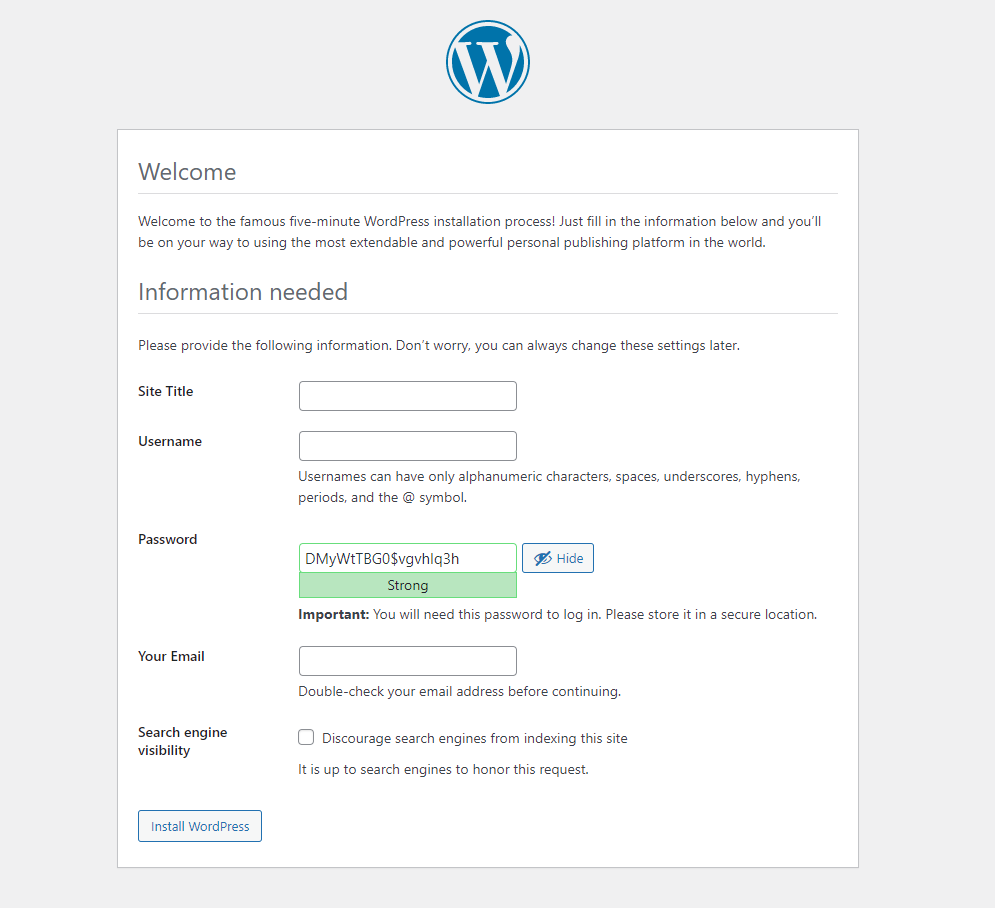 Welcome
Welcome to the famous five-minute WordPress installation process! Just fill in the information below and you’ll
be on your way to using the most extendable and powerful personal publishing platform in the world.
Information needed
Please provide the following information. Don’t worry, you can always change these settings later.
Site Title
Username
Usernames can have only alphanumeric characters, spaces, underscores, hyphens,
periods, and the @ symbol.
Password
DMyWtTBG0$vgvhlq3h
Hide
Strong
Important: You will need this password to log in. Please store it in a secure location.
Your Email
Double-check your email address before continuing.
Search engine
visibility
Discourage search engines from indexing this site
It is up to search engines to honor this request.
Install WordPress